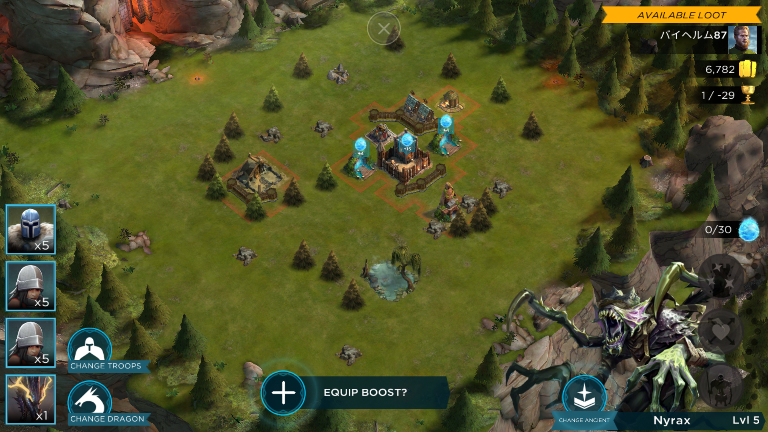 AVAILABLE LOOT
バイヘルム87
6,782
1 / -29
0/30
x5
x5
x5
x1
CHANGE TROOPS
CHANGE DRAGON
EQUIP BOOST?
CHANGE ANCIENT
Nyrax Lvl 5